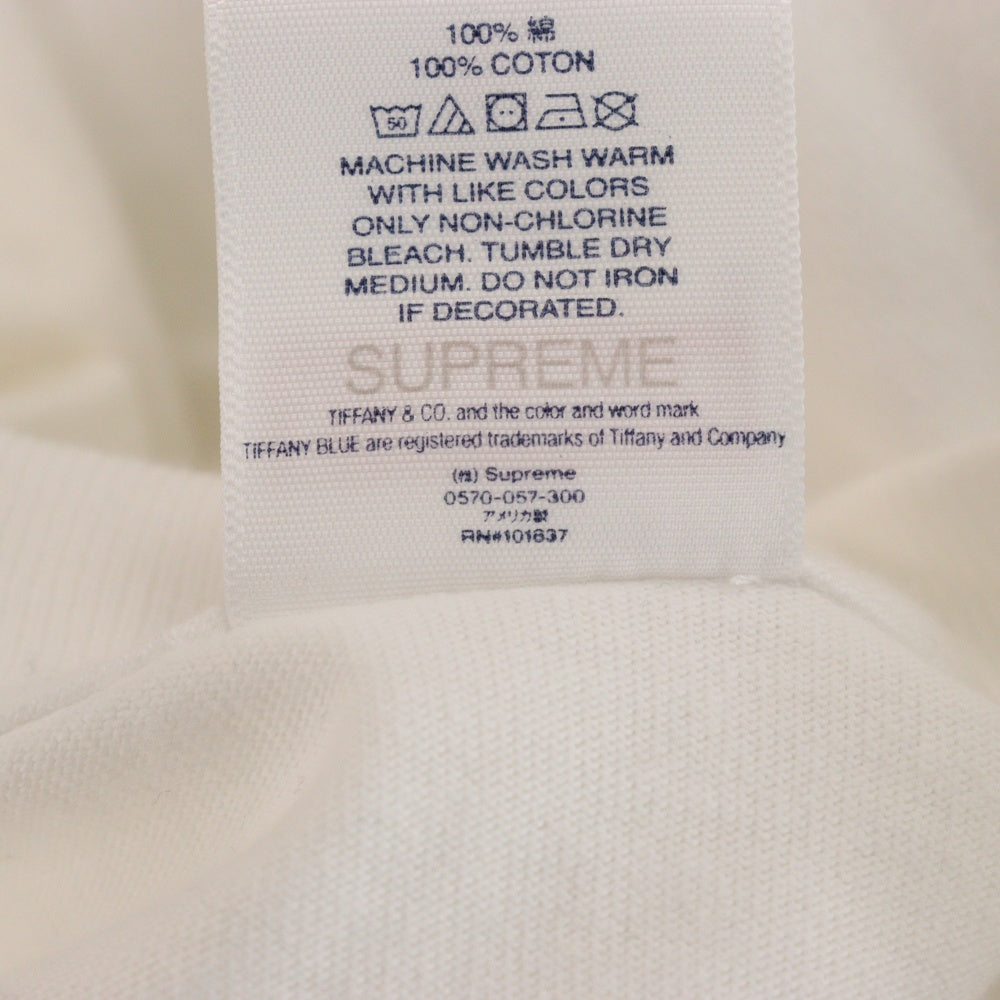 100% 綿
100% COTON
50
MACHINE WASH WARM
WITH LIKE COLORS
ONLY NON-CHLORINE
BLEACH. TUMBLE DRY
MEDIUM. DO NOT IRON
IF DECORATED.
SUPREME
TIFFANY & CO. and the color and word mark
TIFFANY BLUE are registered trademarks of Tiffany and Company
(株) Supreme
0570-057-300
アメリカ製
RN#101837